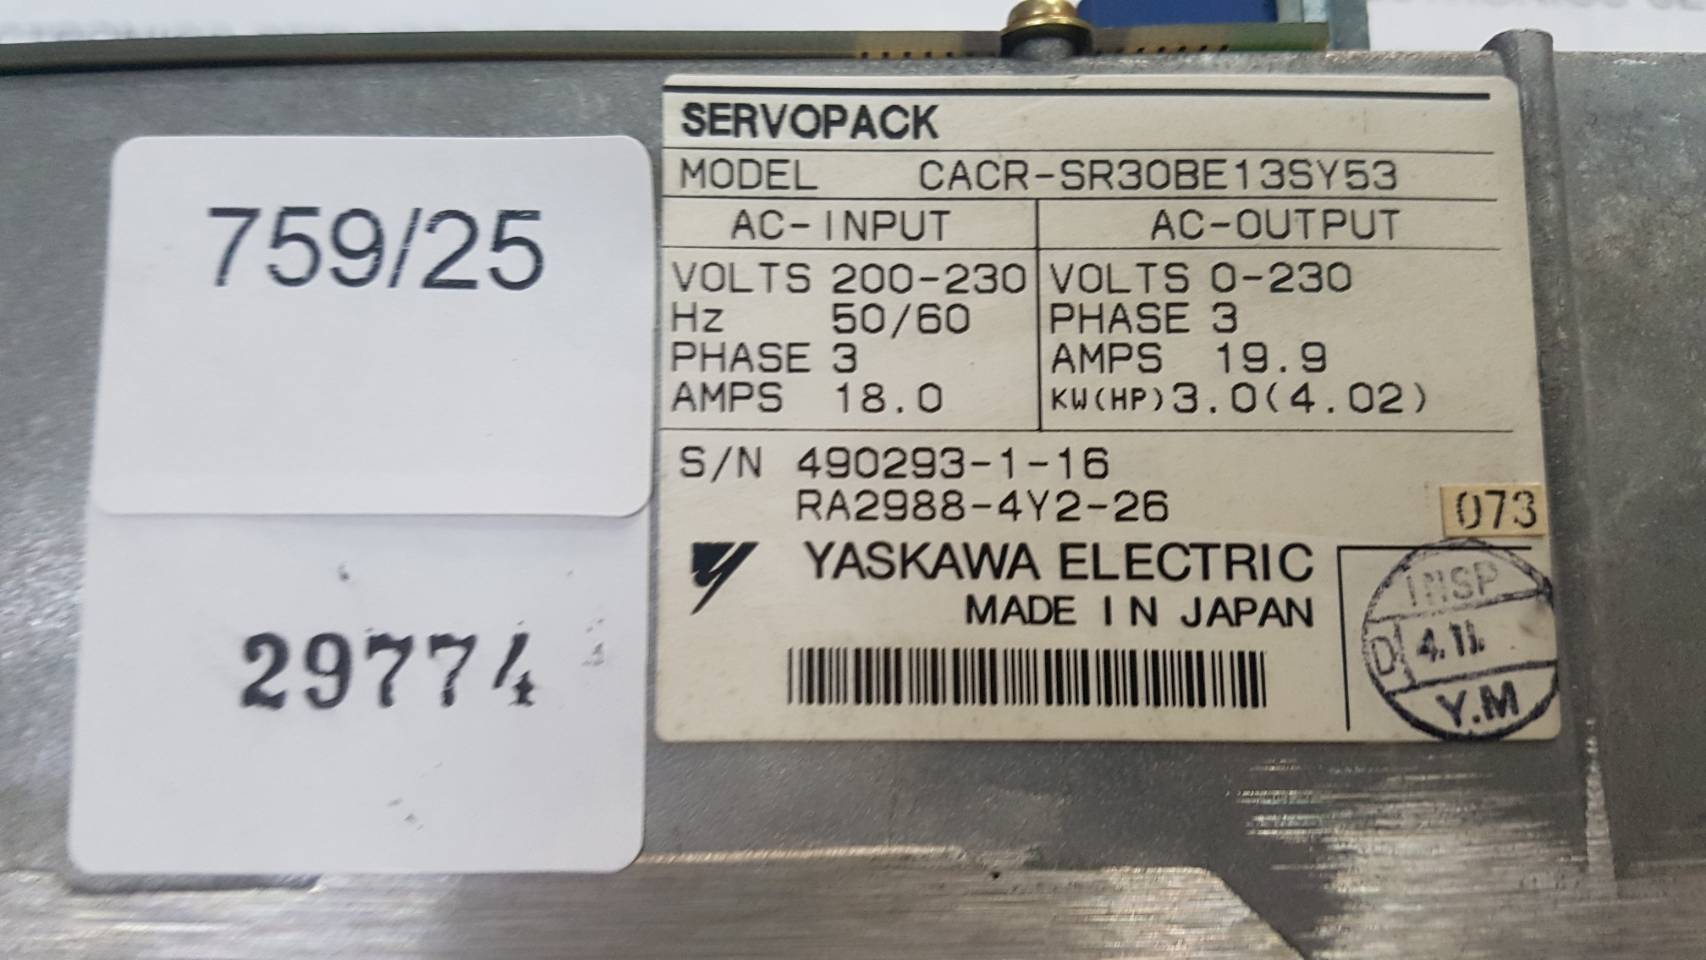 759/25
29774
SERVOPACK
MODEL CACR-SR30BE13SY53
AC-INPUT AC-OUTPUT
VOLTS 200-230 VOLTS 0-230
Hz 50/60 PHASE 3
PHASE 3 AMPS 19.9
AMPS 18.0 KW(HP) 3.0(4.02)
S/N 490293-1-16
RA2988-4Y2-26
073
YASKAWA ELECTRIC
MADE IN JAPAN
INSP
D 4.11.
Y.M